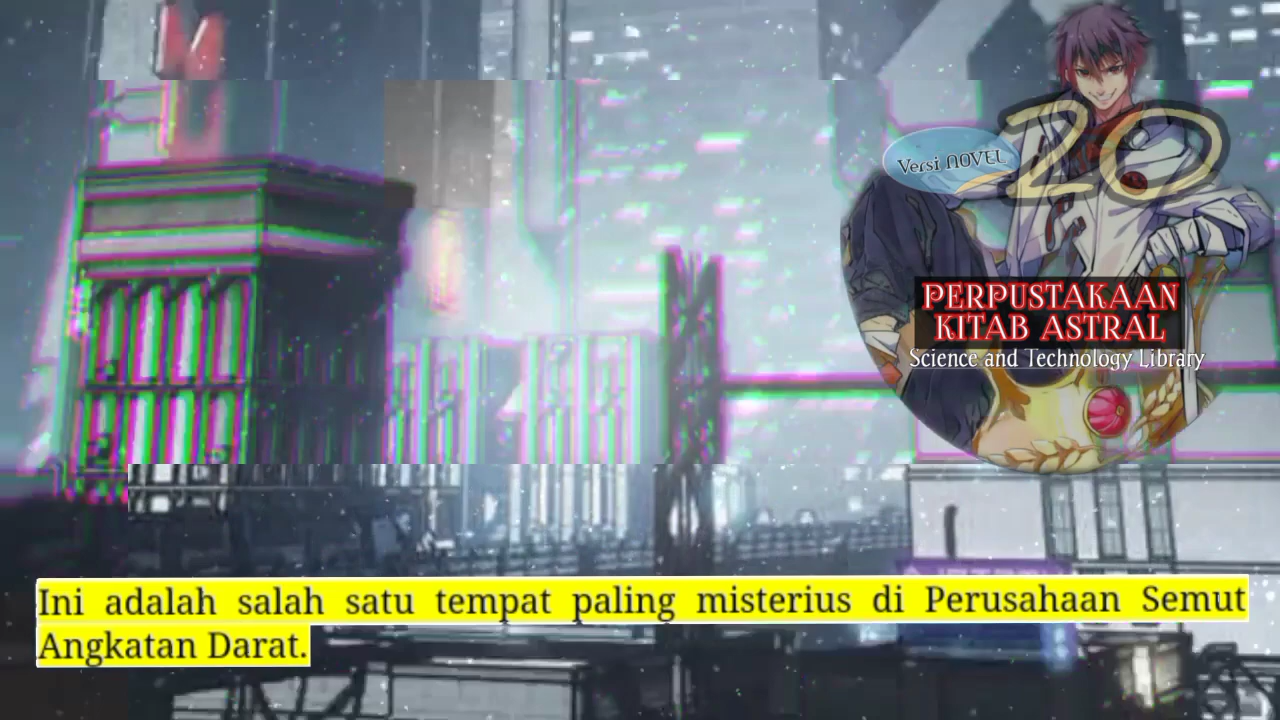 20
Versi NOVEL
PERPUSTAKAAN
KITAB ASTRAL
Science and Technology Library
Ini adalah salah satu tempat paling misterius di Perusahaan Semut
Angkatan Darat.